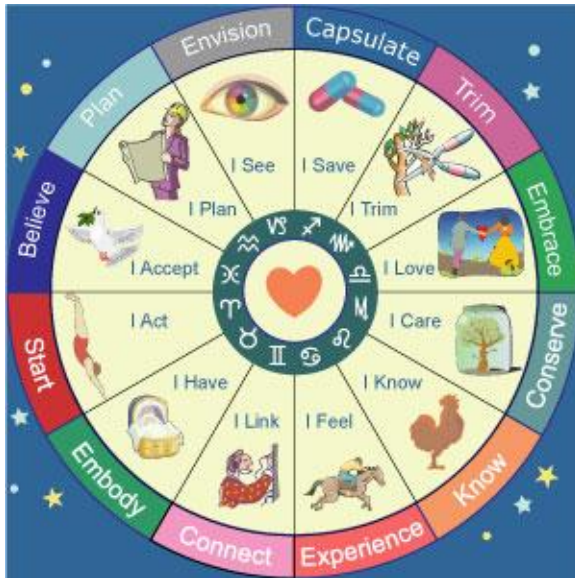 Envision
Capsulate
Trim
Embrace
Conserve
Know
Experience
Connect
Embody
Start
Believe
Plan
I See
I Save
I Trim
I Love
I Care
I Know
I Feel
I Link
I Have
I Act
I Accept
I Plan
♑
♐
♏
♎
♍
♌
♋
♊
♉
♈
♓
♒